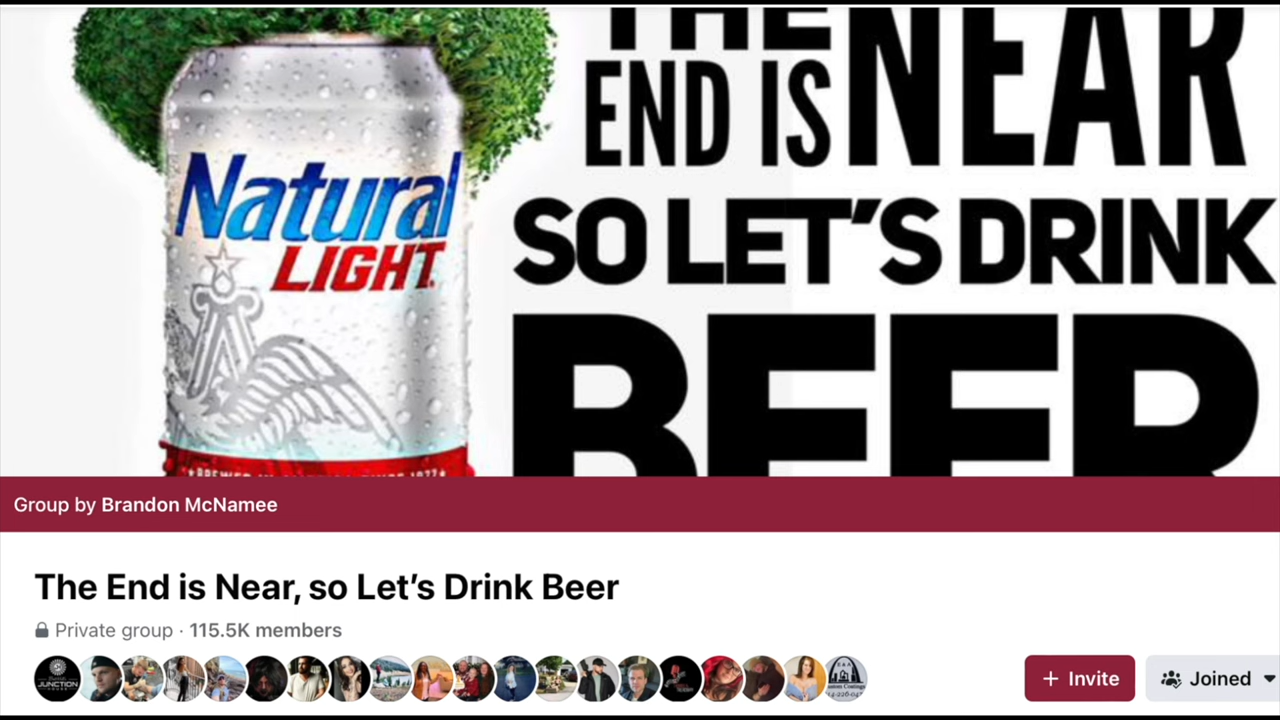 THE
END IS NEAR
SO LET'S DRINK
BEER
Natural
LIGHT
Group by Brandon McNamee
The End is Near, so Let's Drink Beer
Private group · 115.5K members
JUNCTION
+ Invite
Joined